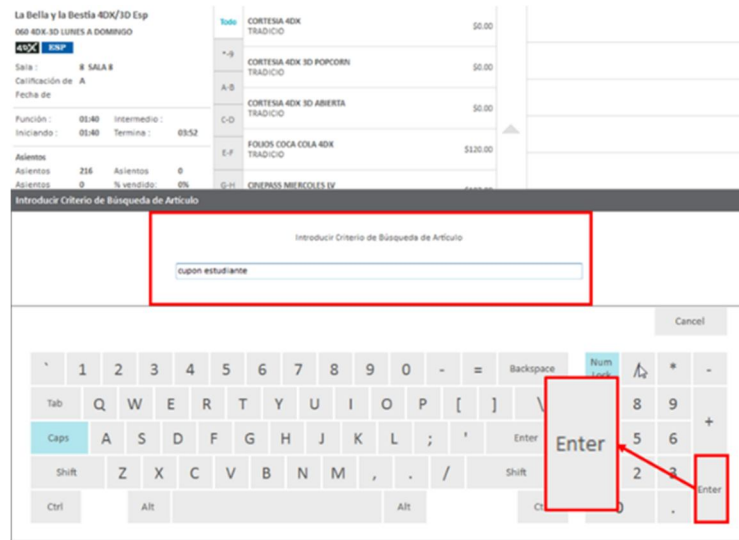 La Bella y la Bestia 4DX/3D Esp
060 4DX-3D LUNES A DOMINGO
4DX ESP
Sala : 8 SALA 8
Calificación de A
Fecha de
Función : 01:40 Intermedio :
Iniciando : 01:40 Termina : 03:52
Asientos
Asientos 216 Asientos 0
Asientos 0 % vendido: 0%
Todo
*-9
A-B
C-D
E-F
G-H
CORTESIA 4DX $0.00
TRADICIO
CORTESIA 4DX 3D POPCORN $0.00
TRADICIO
CORTESIA 4DX 3D ABIERTA $0.00
TRADICIO
FOLIOS COCA COLA 4DX $120.00
TRADICIO
CINEPASS MIERCOLES LV
Introducir Criterio de Búsqueda de Artículo
Introducir Criterio de Búsqueda de Artículo
cupon estudiante
Cancel
` 1 2 3 4 5 6 7 8 9 0 - = Backspace Num Lock / * -
Tab Q W E R T Y U I O P [ ] \ 8 9 +
Caps A S D F G H J K L ; ' Enter Enter 5 6
Shift Z X C V B N M , . / Shift 2 3 Enter
Ctrl Alt Alt 0 .